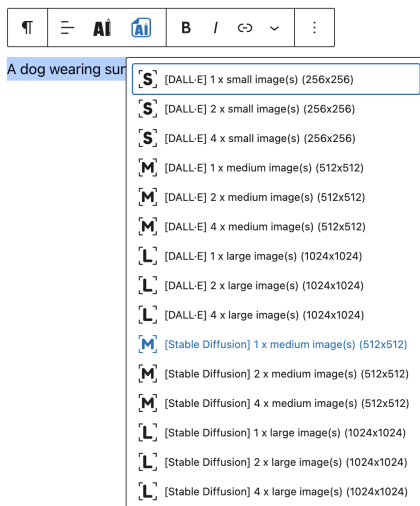 ¶ AI AI B I
A dog wearing sun
[S] [DALL·E] 1 x small image(s) (256x256)
[S] [DALL·E] 2 x small image(s) (256x256)
[S] [DALL·E] 4 x small image(s) (256x256)
[M] [DALL·E] 1 x medium image(s) (512x512)
[M] [DALL·E] 2 x medium image(s) (512x512)
[M] [DALL·E] 4 x medium image(s) (512x512)
[L] [DALL·E] 1 x large image(s) (1024x1024)
[L] [DALL·E] 2 x large image(s) (1024x1024)
[L] [DALL·E] 4 x large image(s) (1024x1024)
[M] [Stable Diffusion] 1 x medium image(s) (512x512)
[M] [Stable Diffusion] 2 x medium image(s) (512x512)
[M] [Stable Diffusion] 4 x medium image(s) (512x512)
[L] [Stable Diffusion] 1 x large image(s) (1024x1024)
[L] [Stable Diffusion] 2 x large image(s) (1024x1024)
[L] [Stable Diffusion] 4 x large image(s) (1024x1024)